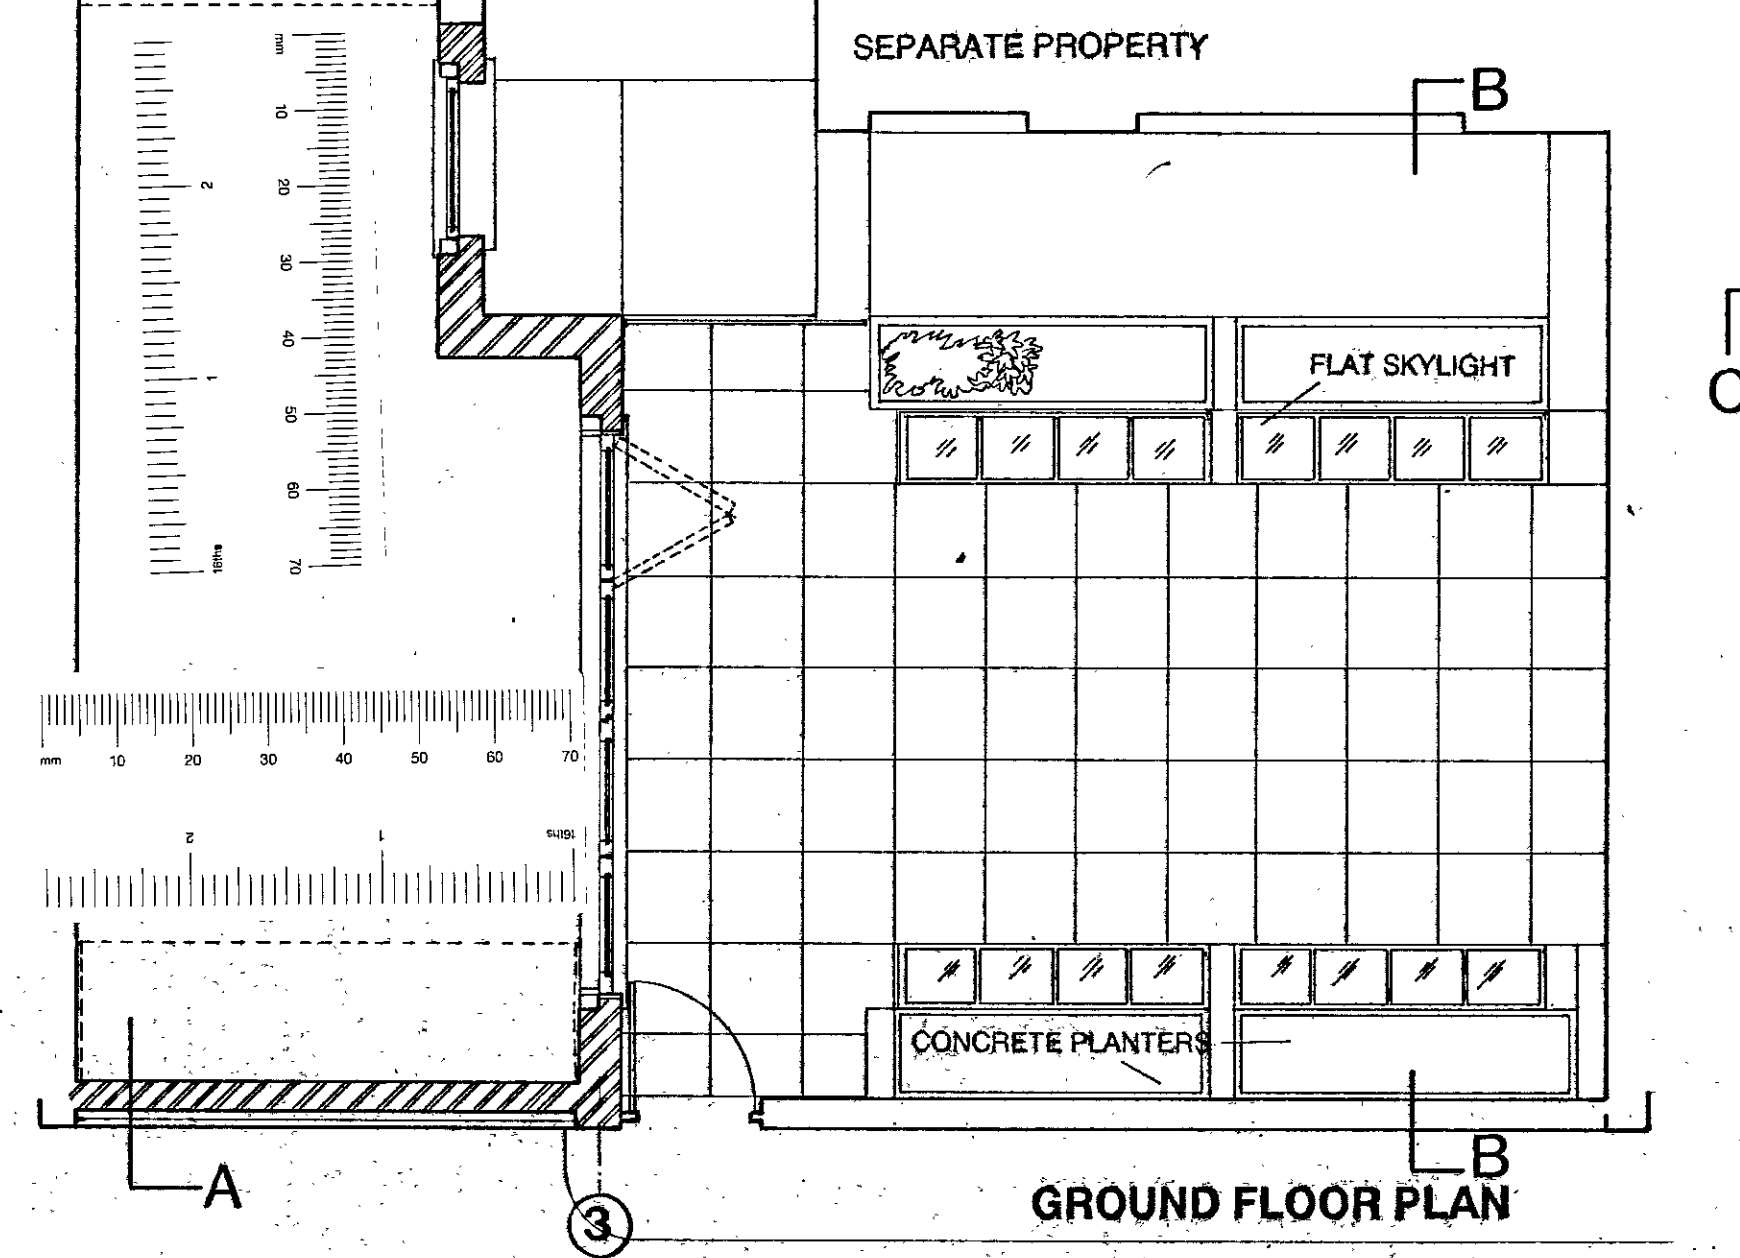 SEPARATE PROPERTY
B
mm
10
20
30
40
50
60
70
2
1
16ths
FLAT SKYLIGHT
C
mm 10 20 30 40 50 60 70
2 1 16ths
CONCRETE PLANTERS
A
B
3
GROUND FLOOR PLAN